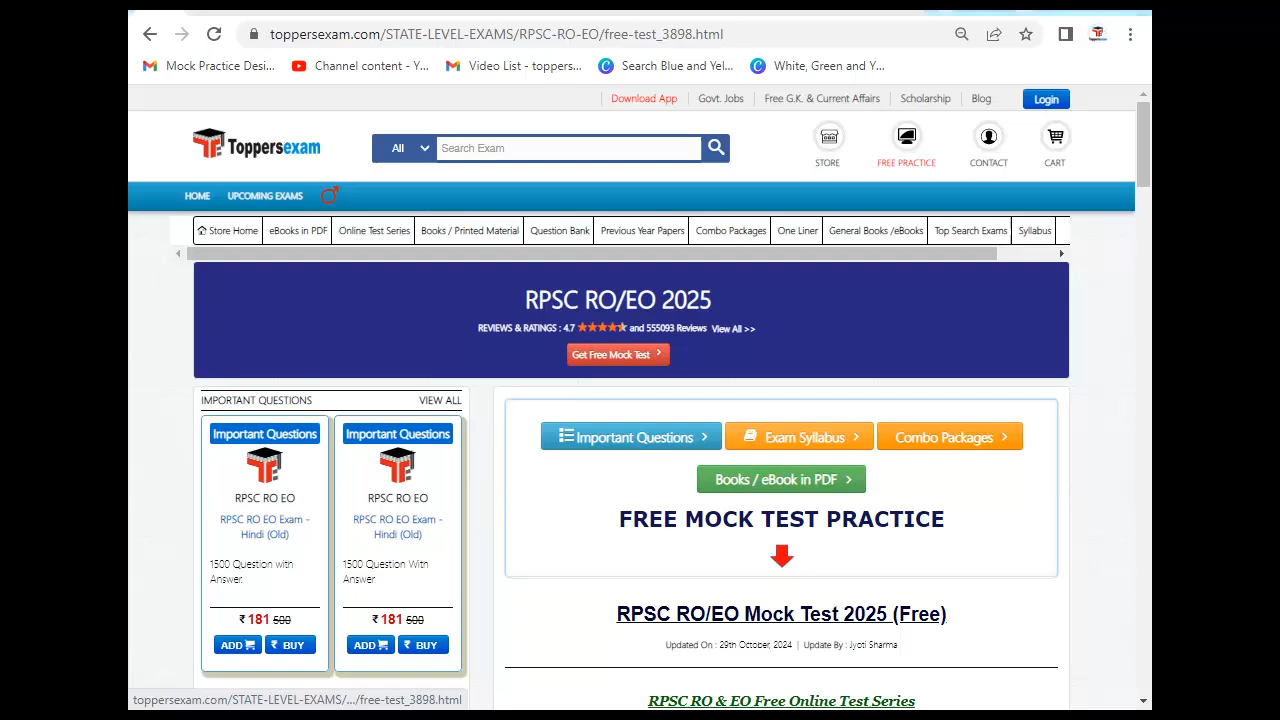 toppersexam.com/STATE-LEVEL-EXAMS/RPSC-RO-EO/free-test_3898.html
Mock Practice Desi... Channel content - Y... Video List - toppers... Search Blue and Yel... White, Green and Y...
Download App Govt. Jobs Free G.K. & Current Affairs Scholarship Blog Login
Toppersexam
All Search Exam
STORE FREE PRACTICE CONTACT CART
HOME UPCOMING EXAMS
Store Home eBooks in PDF Online Test Series Books / Printed Material Question Bank Previous Year Papers Combo Packages One Liner General Books /eBooks Top Search Exams Syllabus
RPSC RO/EO 2025
REVIEWS & RATINGS : 4.7 ★★★★★ and 555093 Reviews View All >>
Get Free Mock Test >
IMPORTANT QUESTIONS VIEW ALL
Important Questions
RPSC RO EO
RPSC RO EO Exam -
Hindi (Old)
1500 Question with
Answer.
₹ 181 500
ADD ₹ BUY
Important Questions
RPSC RO EO
RPSC RO EO Exam -
Hindi (Old)
1500 Question With
Answer
₹ 181 500
ADD ₹ BUY
Important Questions > Exam Syllabus > Combo Packages >
Books / eBook in PDF >
FREE MOCK TEST PRACTICE
RPSC RO/EO Mock Test 2025 (Free)
Updated On : 29th October, 2024 | Update By : Jyoti Sharma
RPSC RO & EO Free Online Test Series
toppersexam.com/STATE-LEVEL-EXAMS/.../free-test_3898.html